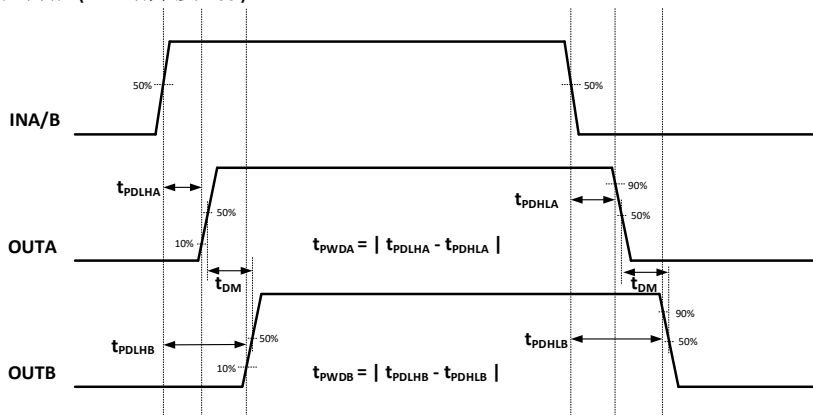 50%
50%
INA/B
tPDLHA
tPDHLA
90%
50%
50%
10%
OUTA
tPWDA = | tPDLHA - tPDHLA |
tDM
tDM
tPDLHB
tPDHLB
90%
50%
50%
10%
OUTB
tPWDB = | tPDLHB - tPDHLB |